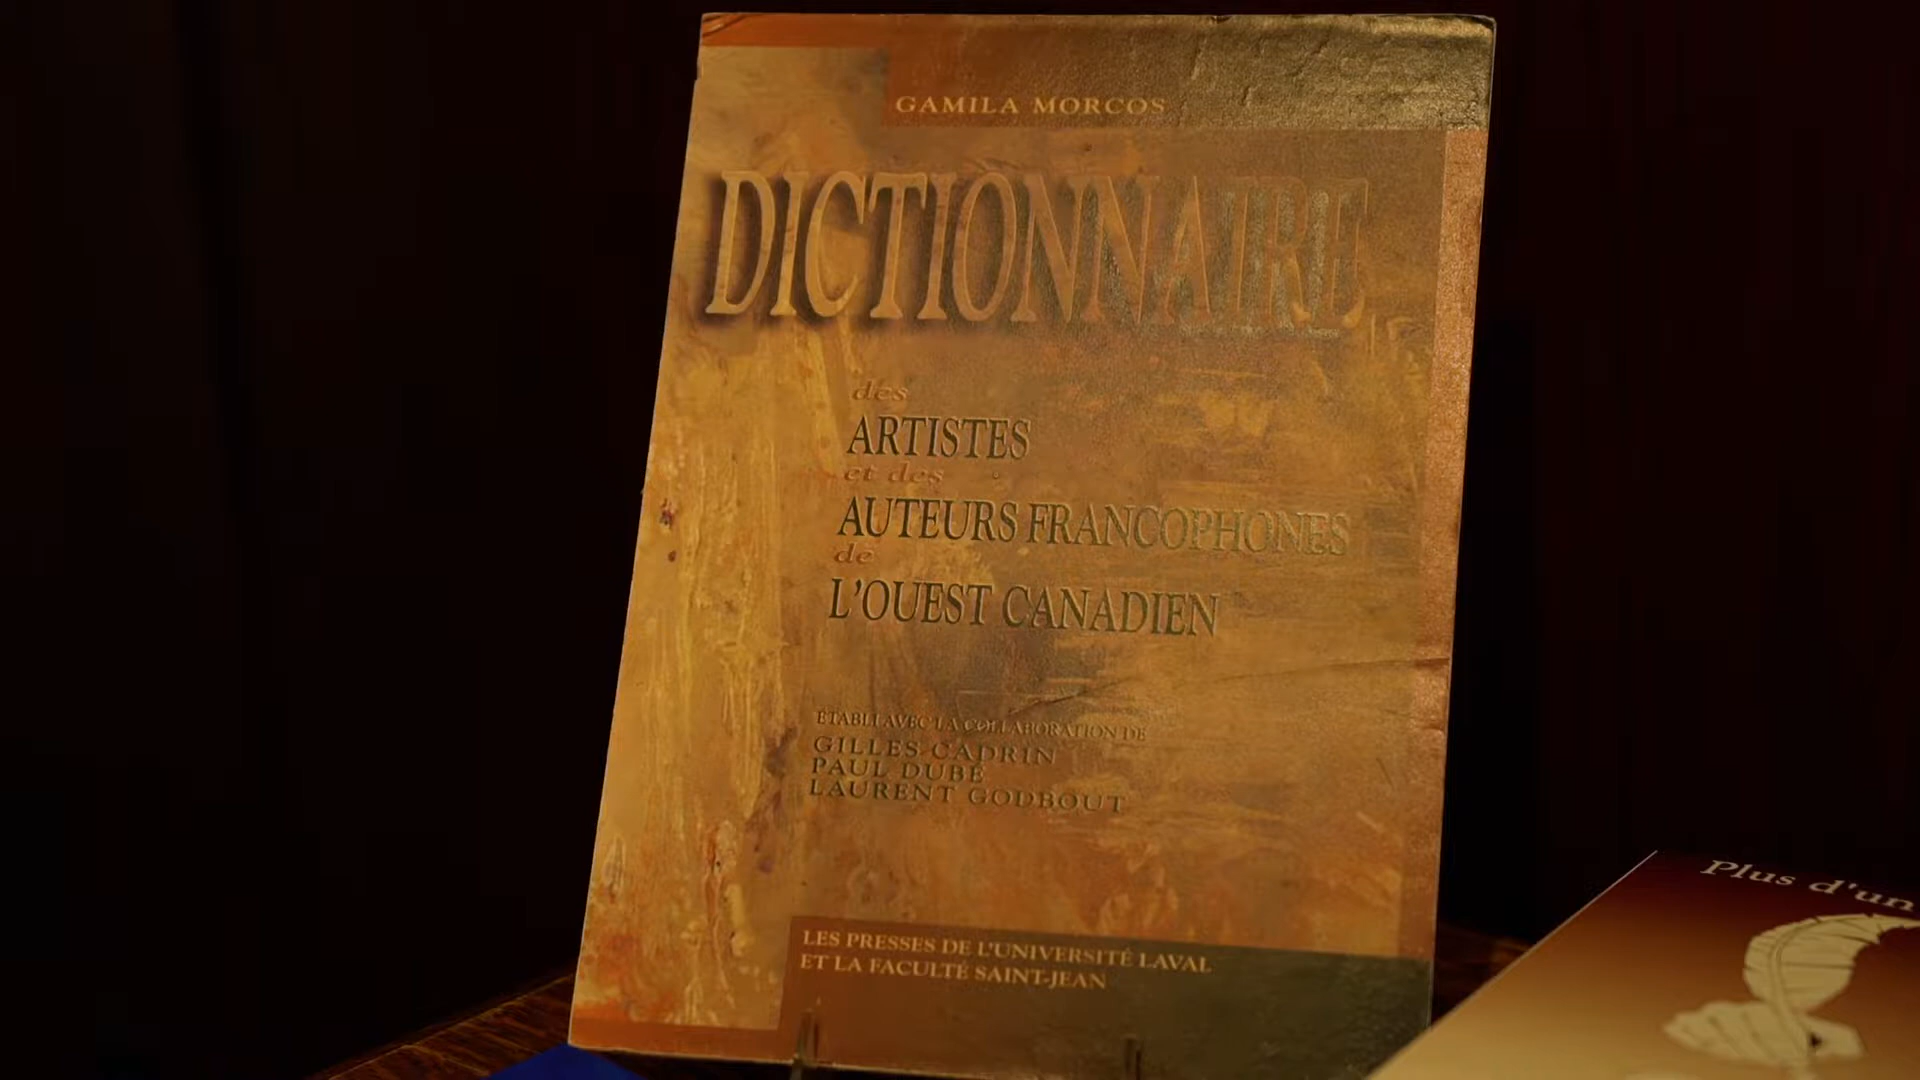 GAMILA MORCOS
DICTIONNAIRE
des
ARTISTES
et des
AUTEURS FRANCOPHONES
de
L'OUEST CANADIEN
ÉTABLI AVEC LA COLLABORATION DE
GILLES CADRIN
PAUL DUBÉ
LAURENT GODBOUT
LES PRESSES DE L'UNIVERSITÉ LAVAL
ET LA FACULTÉ SAINT-JEAN
Plus d'un